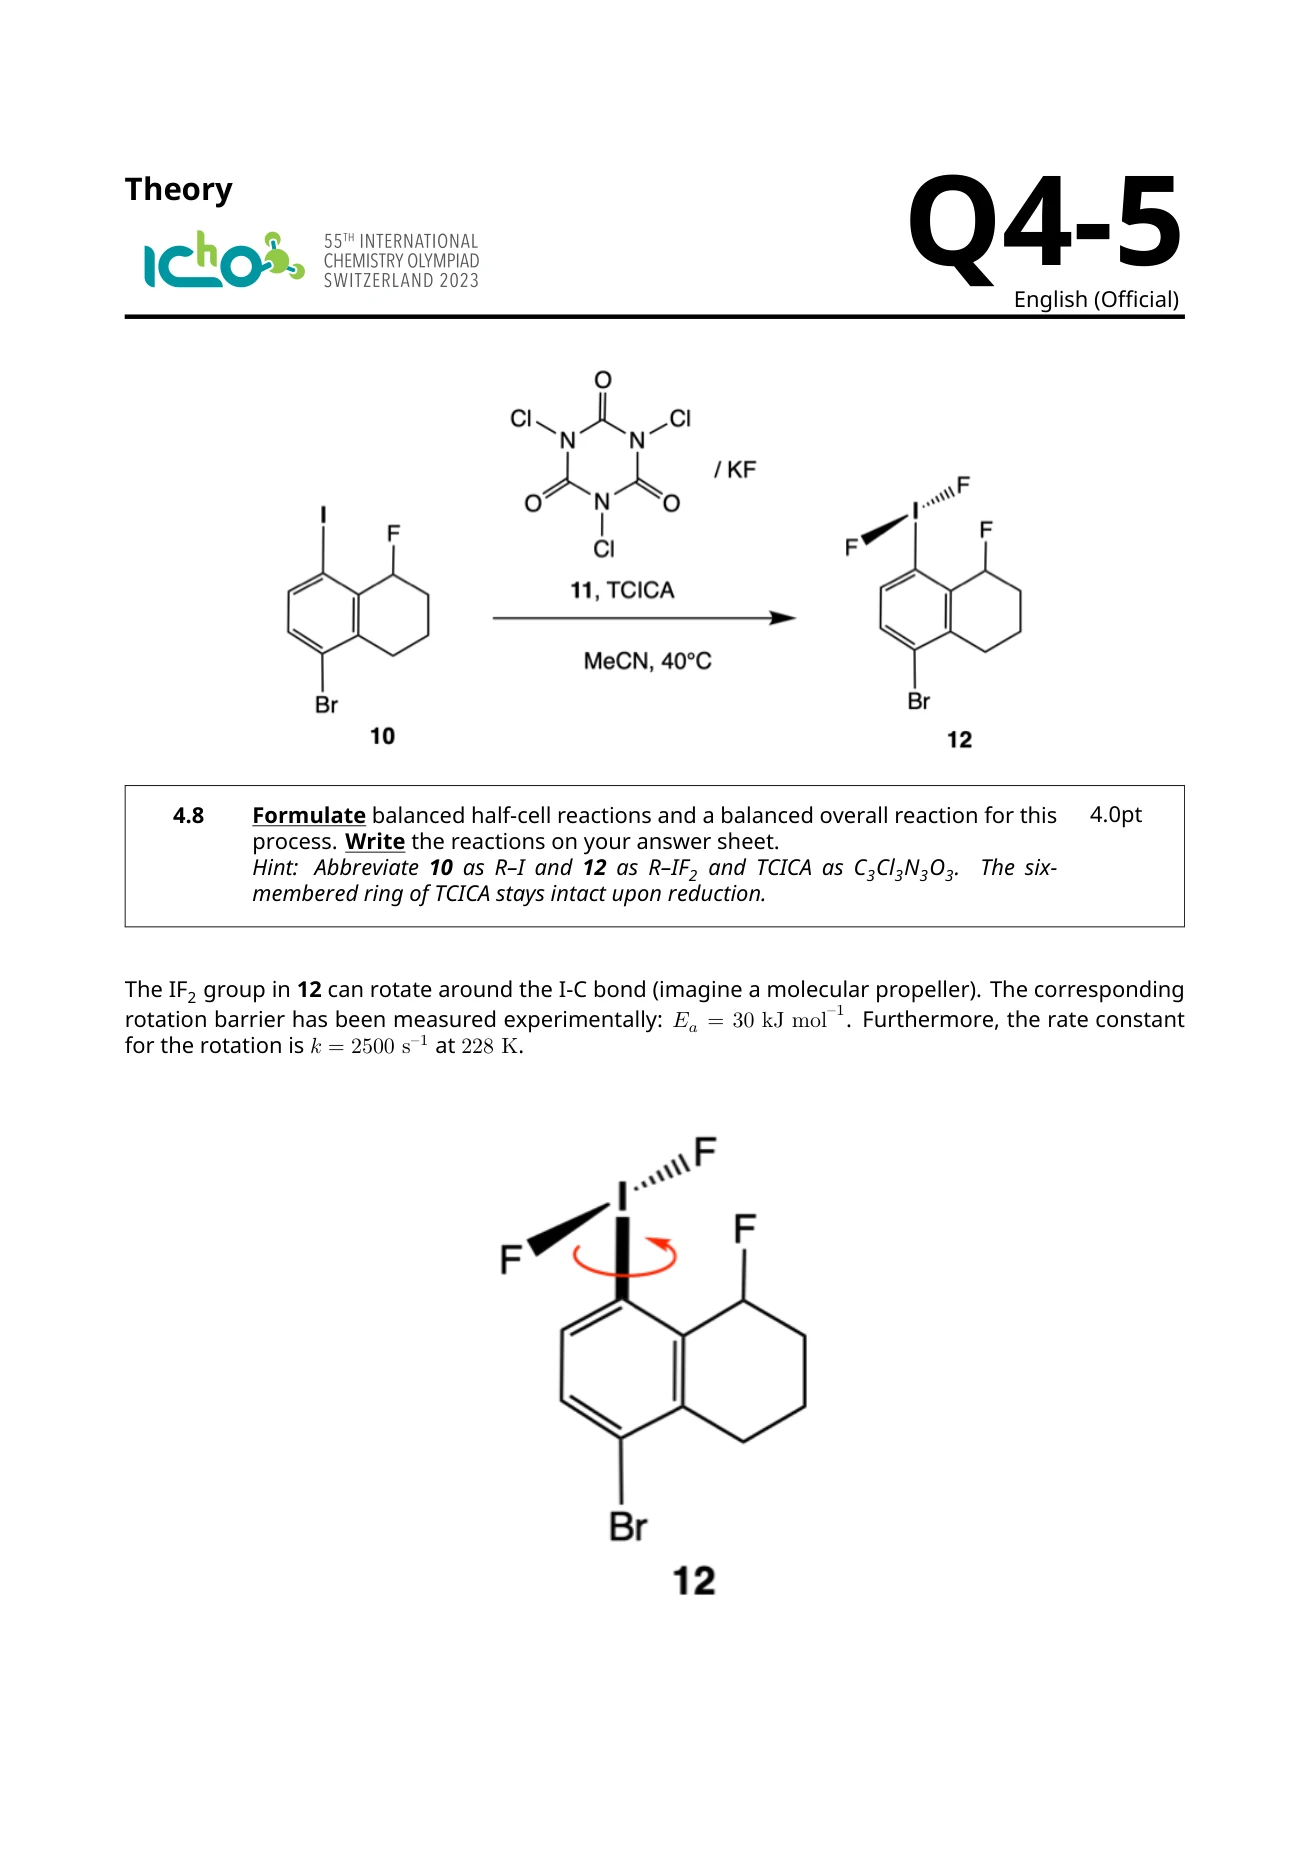 Theory
Q4-5
IChO
55TH INTERNATIONAL
CHEMISTRY OLYMPIAD
SWITZERLAND 2023
English (Official)
O
Cl Cl
N N
/ KF
O N O
Cl
11, TCICA
MeCN, 40°C
I
F
Br
10
F
I
F
F
Br
12
4.8 Formulate balanced half-cell reactions and a balanced overall reaction for this 4.0pt
process. Write the reactions on your answer sheet.
Hint: Abbreviate 10 as R–I and 12 as R–IF2 and TCICA as C3Cl3N3O3. The six-
membered ring of TCICA stays intact upon reduction.
The IF2 group in 12 can rotate around the I-C bond (imagine a molecular propeller). The corresponding
rotation barrier has been measured experimentally: Ea = 30 kJ mol−1. Furthermore, the rate constant
for the rotation is k = 2500 s−1 at 228 K.
F
I
F
F
Br
12